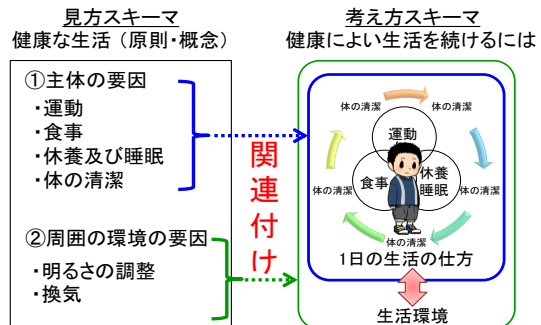 見方スキーマ
健康な生活（原則・概念）
①主体の要因
・運動
・食事
・休養及び睡眠
・体の清潔
②周囲の環境の要因
・明るさの調整
・換気
関連付け
考え方スキーマ
健康によい生活を続けるには
体の清潔
体の清潔
運動
食事
休養
睡眠
体の清潔
体の清潔
体の清潔
1日の生活の仕方
生活環境